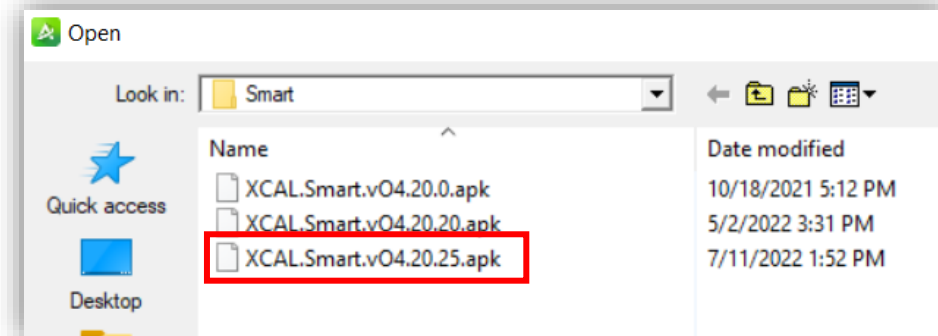 Open
Look in: Smart
Name Date modified
XCAL.Smart.vO4.20.0.apk 10/18/2021 5:12 PM
XCAL.Smart.vO4.20.20.apk 5/2/2022 3:31 PM
XCAL.Smart.vO4.20.25.apk 7/11/2022 1:52 PM
Quick access
Desktop